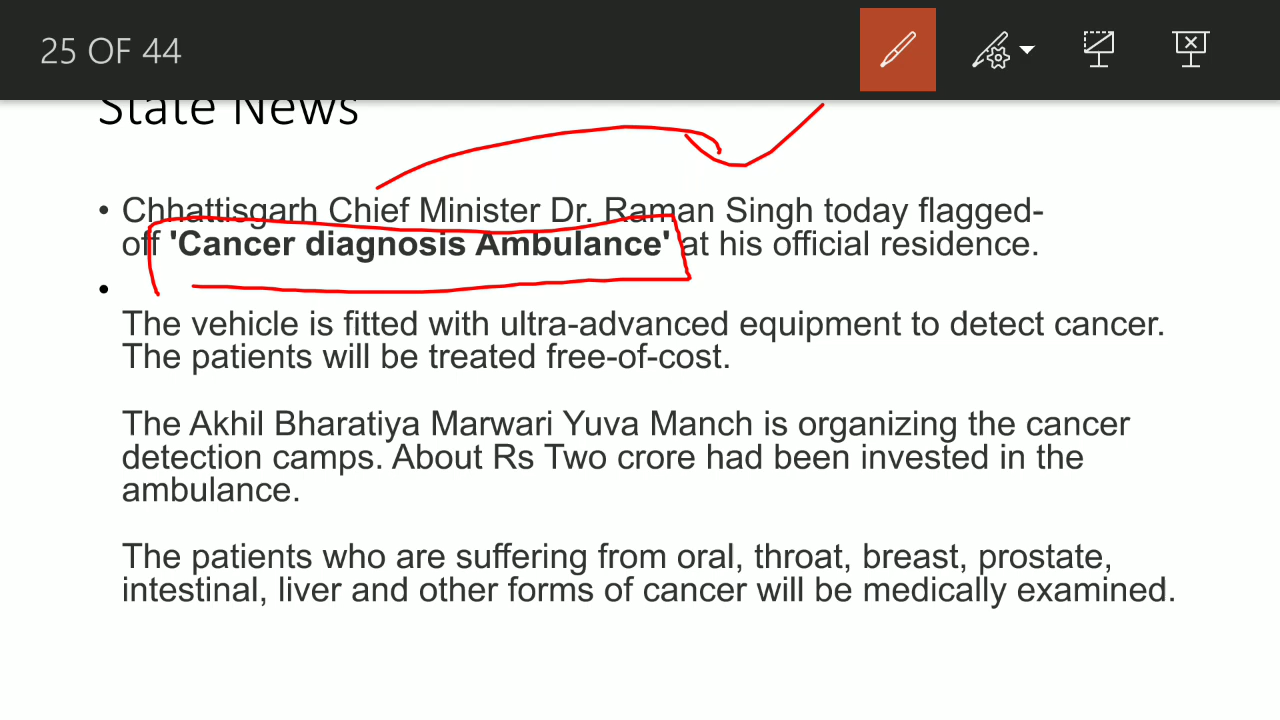 25 OF 44
State News
• Chhattisgarh Chief Minister Dr. Raman Singh today flagged-
off 'Cancer diagnosis Ambulance' at his official residence.
•
The vehicle is fitted with ultra-advanced equipment to detect cancer.
The patients will be treated free-of-cost.
The Akhil Bharatiya Marwari Yuva Manch is organizing the cancer
detection camps. About Rs Two crore had been invested in the
ambulance.
The patients who are suffering from oral, throat, breast, prostate,
intestinal, liver and other forms of cancer will be medically examined.